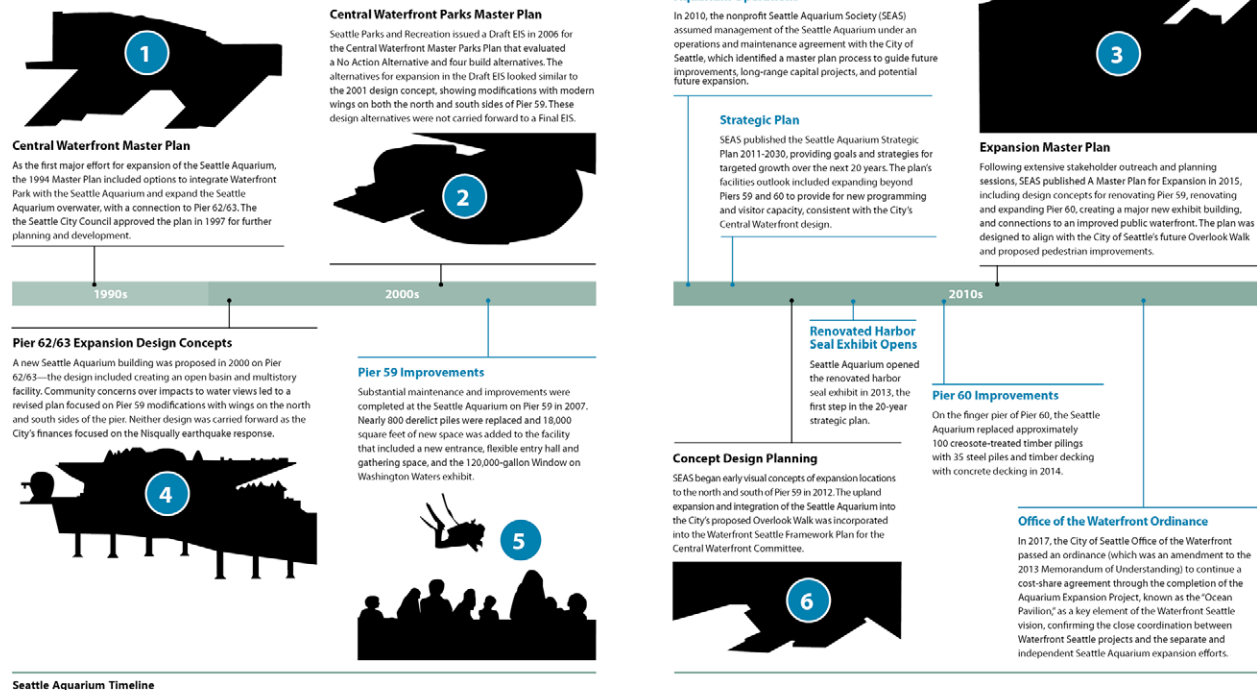 1
Central Waterfront Master Plan
As the first major effort for expansion of the Seattle Aquarium,
the 1994 Master Plan included options to integrate Waterfront
Park with the Seattle Aquarium and expand the Seattle
Aquarium overwater, with a connection to Pier 62/63. The
the Seattle City Council approved the plan in 1997 for further
planning and development.
Central Waterfront Parks Master Plan
Seattle Parks and Recreation issued a Draft EIS in 2006 for
the Central Waterfront Master Parks Plan that evaluated
a No Action Alternative and four build alternatives. The
alternatives for expansion in the Draft EIS looked similar to
the 2001 design concept, showing modifications with modern
wings on both the north and south sides of Pier 59. These
design alternatives were not carried forward to a Final EIS.
2
1990s
2000s
Pier 62/63 Expansion Design Concepts
A new Seattle Aquarium building was proposed in 2000 on Pier
62/63—the design included creating an open basin and multistory
facility. Community concerns over impacts to water views led to a
revised plan focused on Pier 59 modifications with wings on the north
and south sides of the pier. Neither design was carried forward as the
City's finances focused on the Nisqually earthquake response.
4
Pier 59 Improvements
Substantial maintenance and improvements were
completed at the Seattle Aquarium on Pier 59 in 2007.
Nearly 800 derelict piles were replaced and 18,000
square feet of new space was added to the facility
that included a new entrance, flexible entry hall and
gathering space, and the 120,000-gallon Window on
Washington Waters exhibit.
5
Seattle Aquarium Timeline
In 2010, the nonprofit Seattle Aquarium Society (SEAS)
assumed management of the Seattle Aquarium under an
operations and maintenance agreement with the City of
Seattle, which identified a master plan process to guide future
improvements, long-range capital projects, and potential
future expansion.
Strategic Plan
SEAS published the Seattle Aquarium Strategic
Plan 2011-2030, providing goals and strategies for
targeted growth over the next 20 years. The plan's
facilities outlook included expanding beyond
Piers 59 and 60 to provide for new programming
and visitor capacity, consistent with the City's
Central Waterfront design.
3
Expansion Master Plan
Following extensive stakeholder outreach and planning
sessions, SEAS published A Master Plan for Expansion in 2015,
including design concepts for renovating Pier 59, renovating
and expanding Pier 60, creating a major new exhibit building,
and connections to an improved public waterfront. The plan was
designed to align with the City of Seattle's future Overlook Walk
and proposed pedestrian improvements.
2010s
Renovated Harbor
Seal Exhibit Opens
Seattle Aquarium opened
the renovated harbor
seal exhibit in 2013, the
first step in the 20-year
strategic plan.
Pier 60 Improvements
On the finger pier of Pier 60, the Seattle
Aquarium replaced approximately
100 creosote-treated timber pilings
with 35 steel piles and timber decking
with concrete decking in 2014.
Concept Design Planning
SEAS began early visual concepts of expansion locations
to the north and south of Pier 59 in 2012. The upland
expansion and integration of the Seattle Aquarium into
the City's proposed Overlook Walk was incorporated
into the Waterfront Seattle Framework Plan for the
Central Waterfront Committee.
6
Office of the Waterfront Ordinance
In 2017, the City of Seattle Office of the Waterfront
passed an ordinance (which was an amendment to the
2013 Memorandum of Understanding) to continue a
cost-share agreement through the completion of the
Aquarium Expansion Project, known as the "Ocean
Pavilion," as a key element of the Waterfront Seattle
vision, confirming the close coordination between
Waterfront Seattle projects and the separate and
independent Seattle Aquarium expansion efforts.